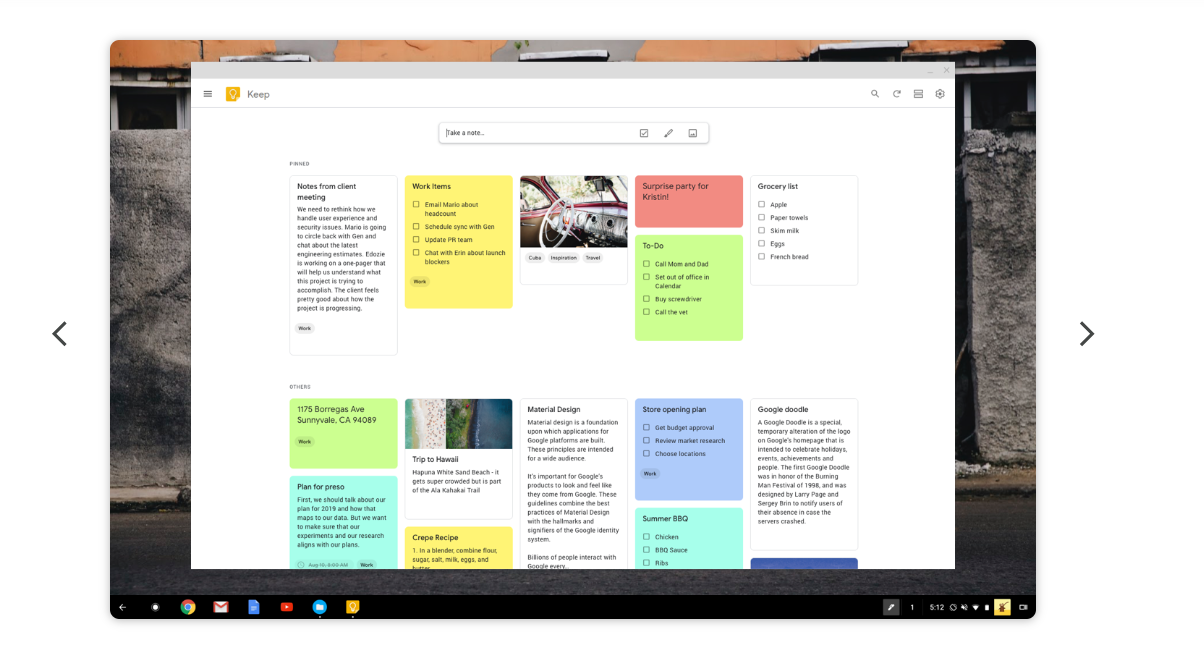 Keep
Take a note...
PINNED
Notes from client
meeting
We need to rethink how we
handle user experience and
security issues. Mario is going
to circle back with Gen and
chat about the latest
engineering estimates. Edozie
is working on a one-pager that
will help us understand what
this project is trying to
accomplish. The client feels
pretty good about how the
project is progressing.
Work
Work Items
Email Mario about
headcount
Schedule sync with Gen
Update PR team
Chat with Erin about launch
blockers
Work
Cuba Inspiration Travel
Surprise party for
Kristin!
To-Do
Call Mom and Dad
Set out of office in
Calendar
Buy screwdriver
Call the vet
Grocery list
Apple
Paper towels
Skim milk
Eggs
French bread
OTHERS
1175 Borregas Ave
Sunnyvale, CA 94089
Work
Plan for preso
First, we should talk about our
plan for 2019 and how that
maps to our data. But we want
to make sure that our
experiments and our research
aligns with our plans.
Aug 10, 8:00 AM Work
Trip to Hawaii
Hapuna White Sand Beach - it
gets super crowded but is part
of the Ala Kahakai Trail
Crepe Recipe
1. In a blender, combine flour,
sugar, salt, milk, eggs, and
butter
Material Design
Material design is a foundation
upon which applications for
Google platforms are built.
These principles are intended
for a wide audience.
It's important for Google's
products to look and feel like
they come from Google. These
guidelines combine the best
practices of Material Design
with the hallmarks and
signifiers of the Google identity
system.
Billions of people interact with
Google every...
Store opening plan
Get budget approval
Review market research
Choose locations
Work
Summer BBQ
Chicken
BBQ Sauce
Ribs
Google doodle
A Google Doodle is a special,
temporary alteration of the logo
on Google's homepage that is
intended to celebrate holidays,
events, achievements and
people. The first Google Doodle
was in honor of the Burning
Man Festival of 1998, and was
designed by Larry Page and
Sergey Brin to notify users of
their absence in case the
servers crashed.
1 5:12